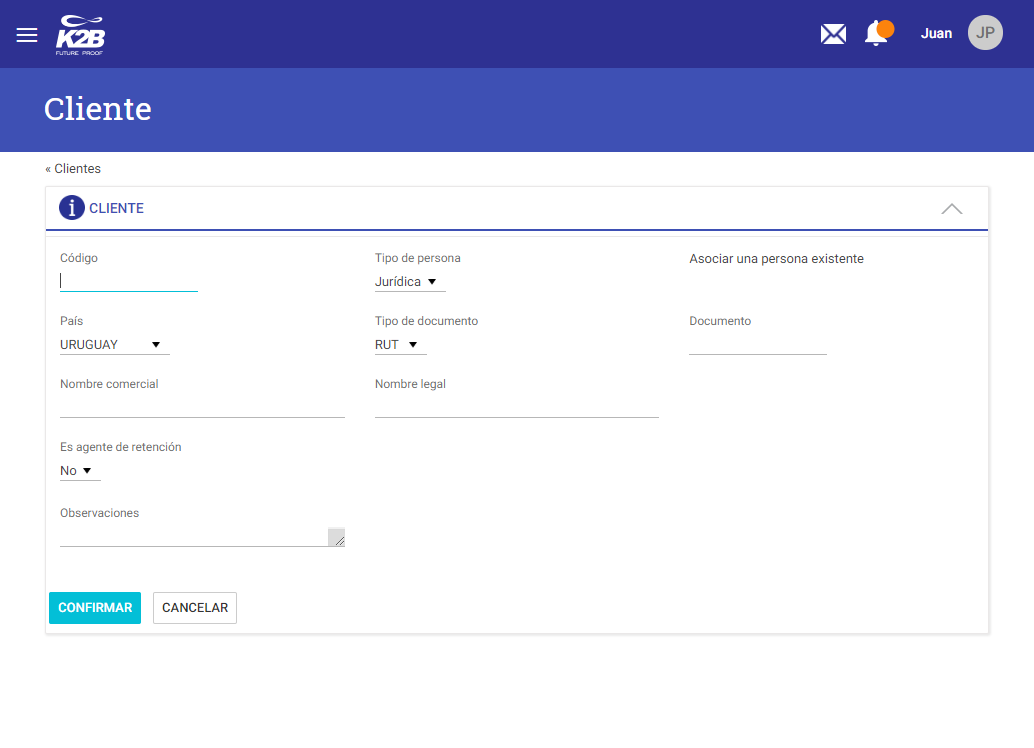 K2B
FUTURE PROOF
Juan
JP
Cliente
« Clientes
i CLIENTE
Código
Tipo de persona
Asociar una persona existente
Jurídica
País
Tipo de documento
Documento
URUGUAY
RUT
Nombre comercial
Nombre legal
Es agente de retención
No
Observaciones
CONFIRMAR
CANCELAR